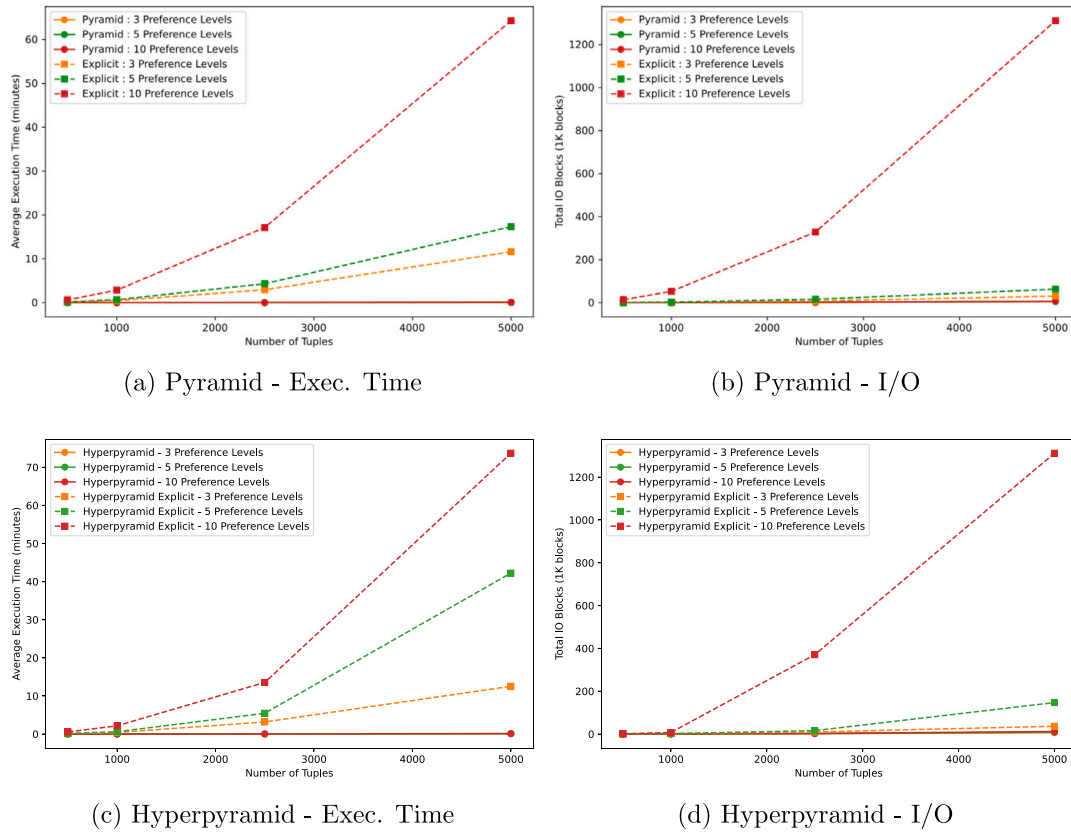 Pyramid : 3 Preference Levels
Pyramid : 5 Preference Levels
Pyramid : 10 Preference Levels
Explicit : 3 Preference Levels
Explicit : 5 Preference Levels
Explicit : 10 Preference Levels
Average Execution Time (minutes)
60
50
40
30
20
10
0
1000 2000 3000 4000 5000
Number of Tuples
(a) Pyramid - Exec. Time
Pyramid : 3 Preference Levels
Pyramid : 5 Preference Levels
Pyramid : 10 Preference Levels
Explicit : 3 Preference Levels
Explicit : 5 Preference Levels
Explicit : 10 Preference Levels
Total IO Blocks (1K blocks)
1200
1000
800
600
400
200
0
1000 2000 3000 4000 5000
Number of Tuples
(b) Pyramid - I/O
Hyperpyramid - 3 Preference Levels
Hyperpyramid - 5 Preference Levels
Hyperpyramid - 10 Preference Levels
Hyperpyramid Explicit - 3 Preference Levels
Hyperpyramid Explicit - 5 Preference Levels
Hyperpyramid Explicit - 10 Preference Levels
Average Execution Time (minutes)
70
60
50
40
30
20
10
0
1000 2000 3000 4000 5000
Number of Tuples
(c) Hyperpyramid - Exec. Time
Hyperpyramid - 3 Preference Levels
Hyperpyramid - 5 Preference Levels
Hyperpyramid - 10 Preference Levels
Hyperpyramid Explicit - 3 Preference Levels
Hyperpyramid Explicit - 5 Preference Levels
Hyperpyramid Explicit - 10 Preference Levels
Total IO Blocks (1K blocks)
1200
1000
800
600
400
200
0
1000 2000 3000 4000 5000
Number of Tuples
(d) Hyperpyramid - I/O